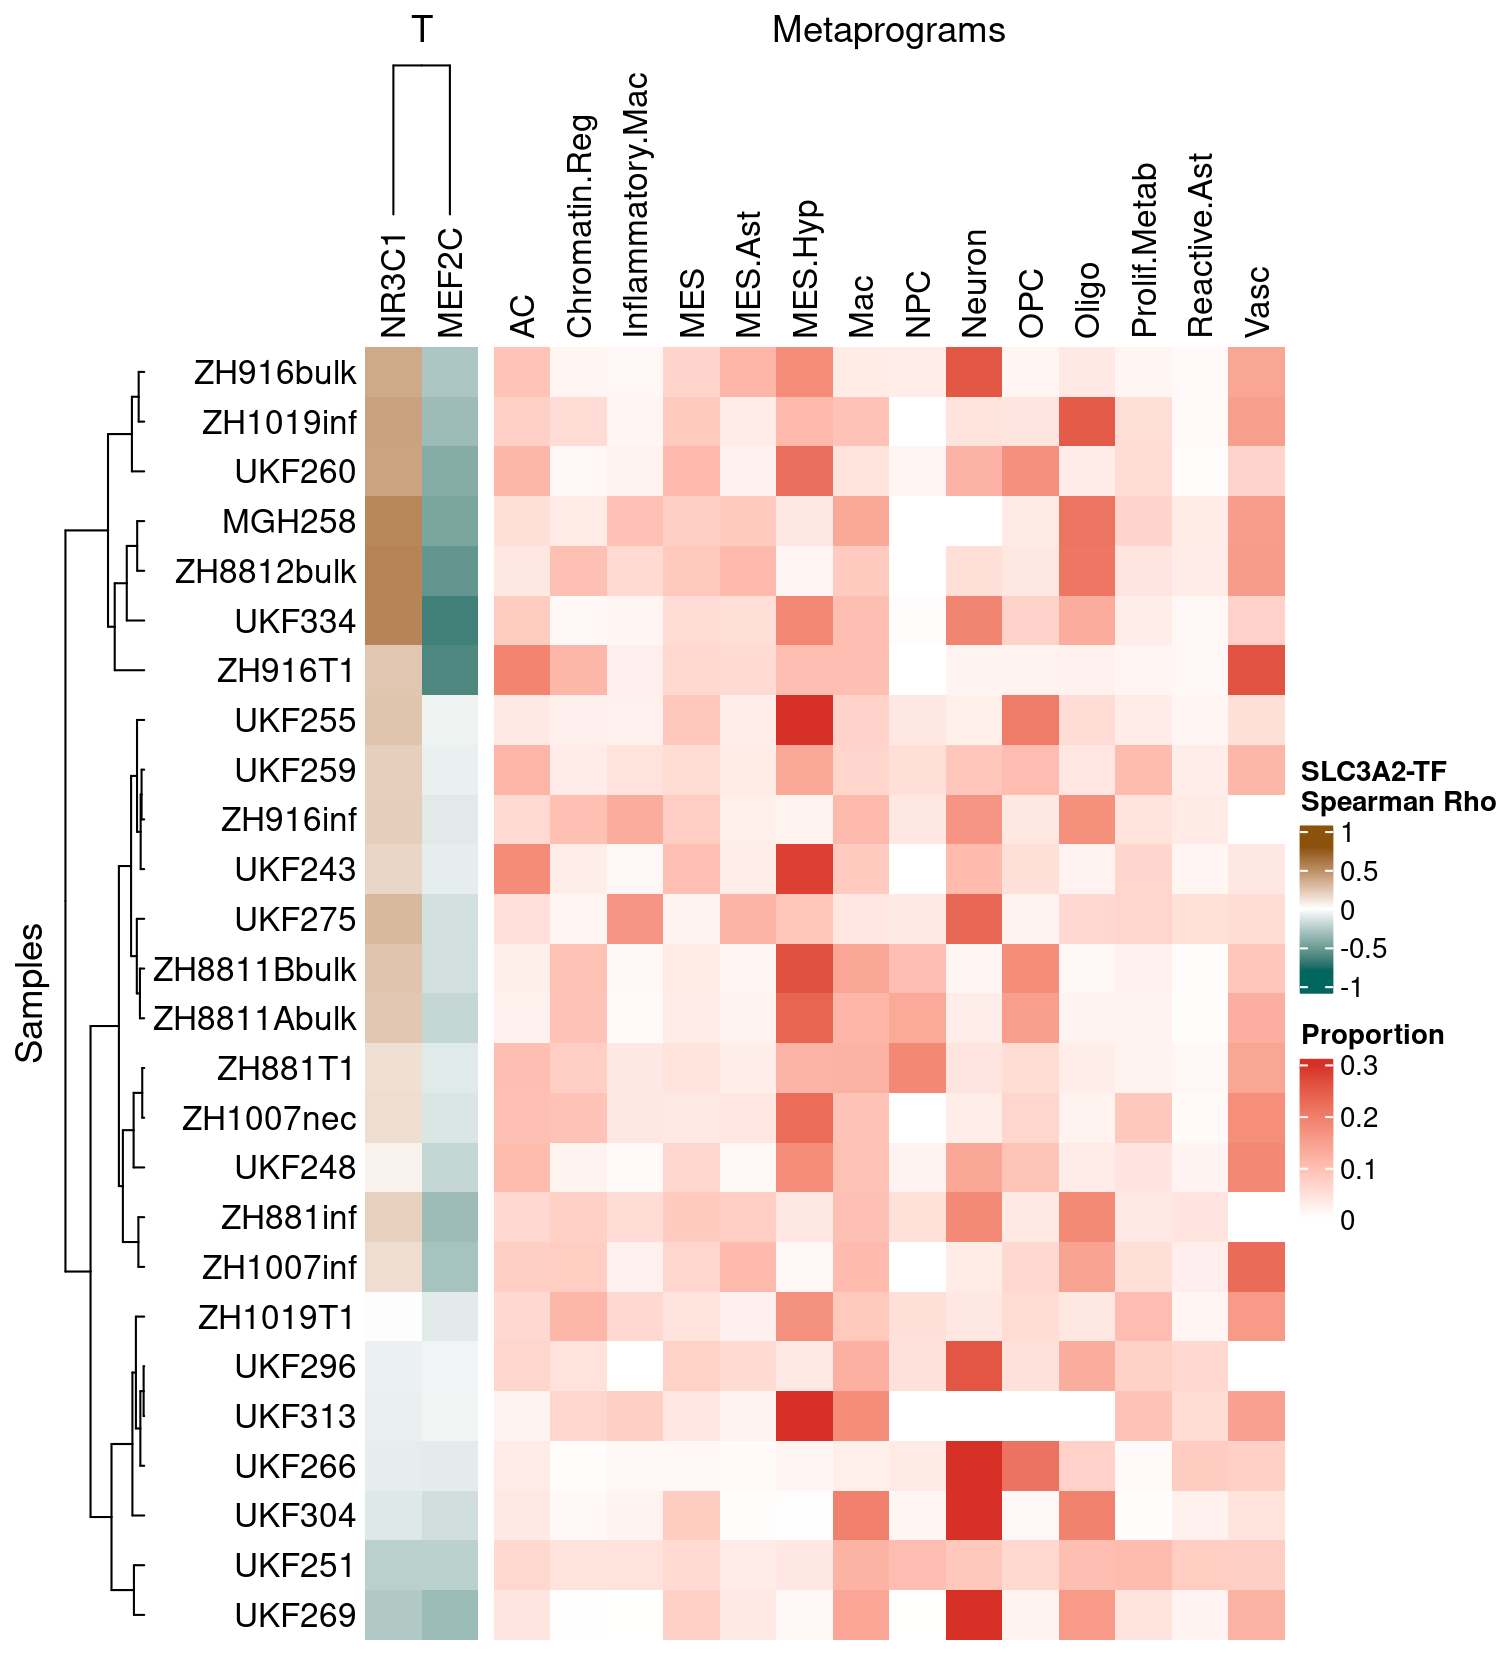 T
Metaprograms
NR3C1
MEF2C
AC
Chromatin.Reg
Inflammatory.Mac
MES
MES.Ast
MES.Hyp
Mac
NPC
Neuron
OPC
Oligo
Prolif.Metab
Reactive.Ast
Vasc
Samples
ZH916bulk
ZH1019inf
UKF260
MGH258
ZH8812bulk
UKF334
ZH916T1
UKF255
UKF259
ZH916inf
UKF243
UKF275
ZH8811Bbulk
ZH8811Abulk
ZH881T1
ZH1007nec
UKF248
ZH881inf
ZH1007inf
ZH1019T1
UKF296
UKF313
UKF266
UKF304
UKF251
UKF269
SLC3A2-TF
Spearman Rho
1
0.5
0
-0.5
-1
Proportion
0.3
0.2
0.1
0